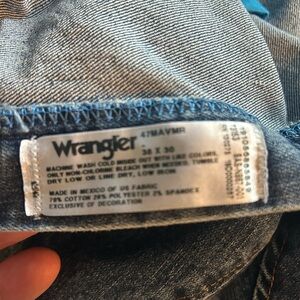 Wrangler
47MAVMR
38 X 30
MACHINE WASH COLD INSIDE OUT WITH LIKE COLORS,
ONLY NON-CHLORINE BLEACH WHEN NEEDED, TUMBLE
DRY LOW OR LINE DRY, LOW IRON
MADE IN MEXICO OF US FABRIC
78% COTTON 20% POLYESTER 2% SPANDEX
EXCLUSIVE OF DECORATION